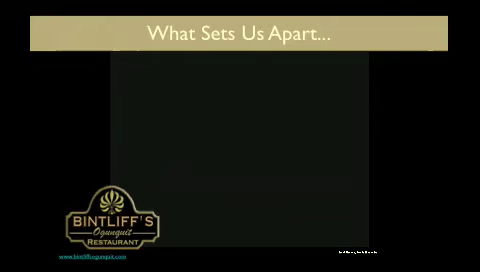 What Sets Us Apart...
BINTLIFF'S
Ogunquit
RESTAURANT
www.bintliffsogunquit.com